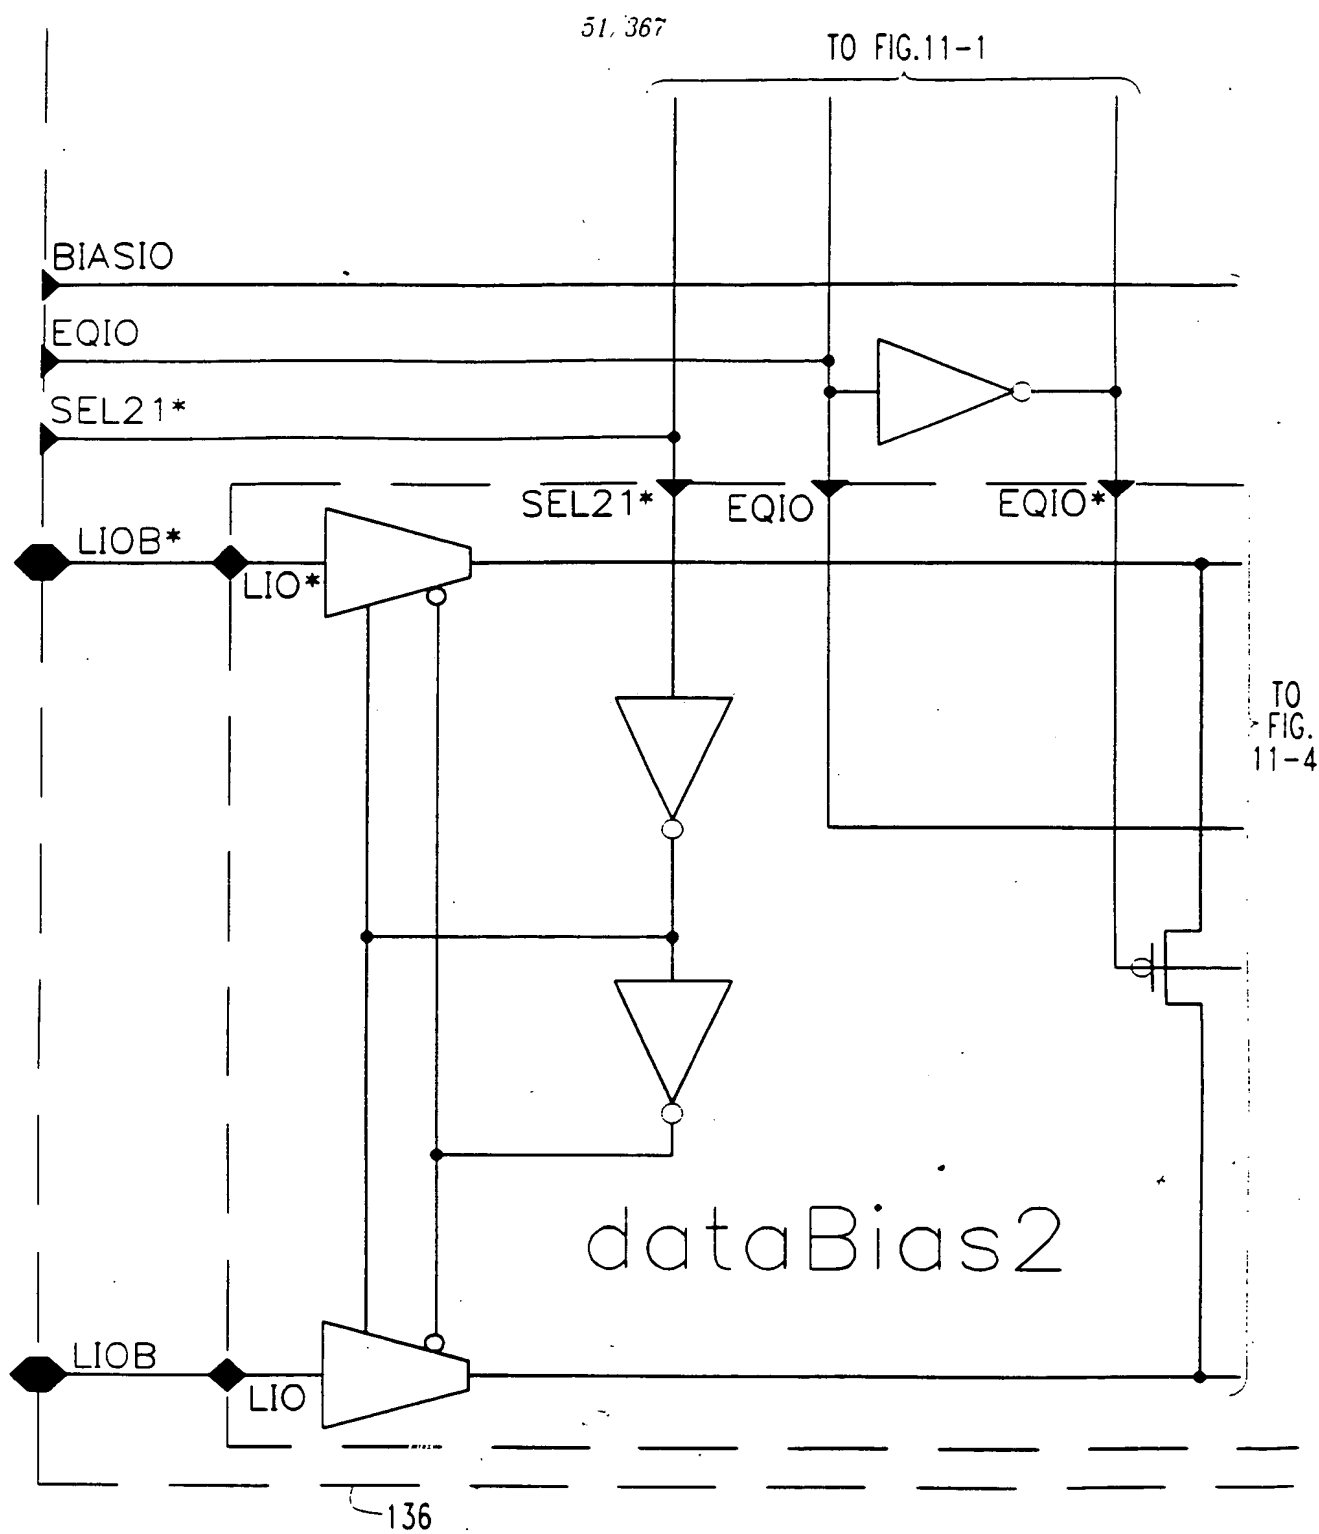 51, 367
TO FIG.11-1
BIASIO
EQIO
SEL21*
SEL21*
EQIO
EQIO*
LIOB*
LIO*
TO
FIG.
11-4
dataBias2
LIOB
LIO
136